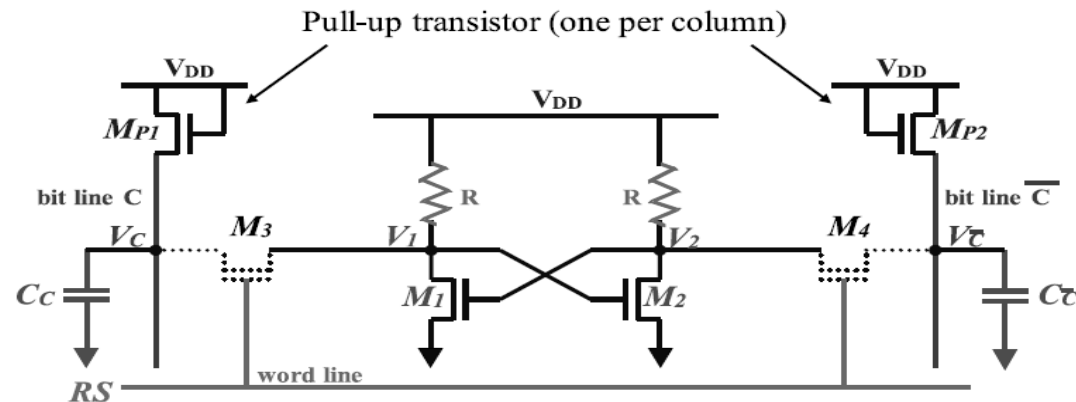 Pull-up transistor (one per column)
VDD
VDD
VDD
MP1
MP2
R
R
bit line C
bit line C̅
VC
M3
V1
V2
M4
VC̅
CC
M1
M2
CC̅
word line
RS